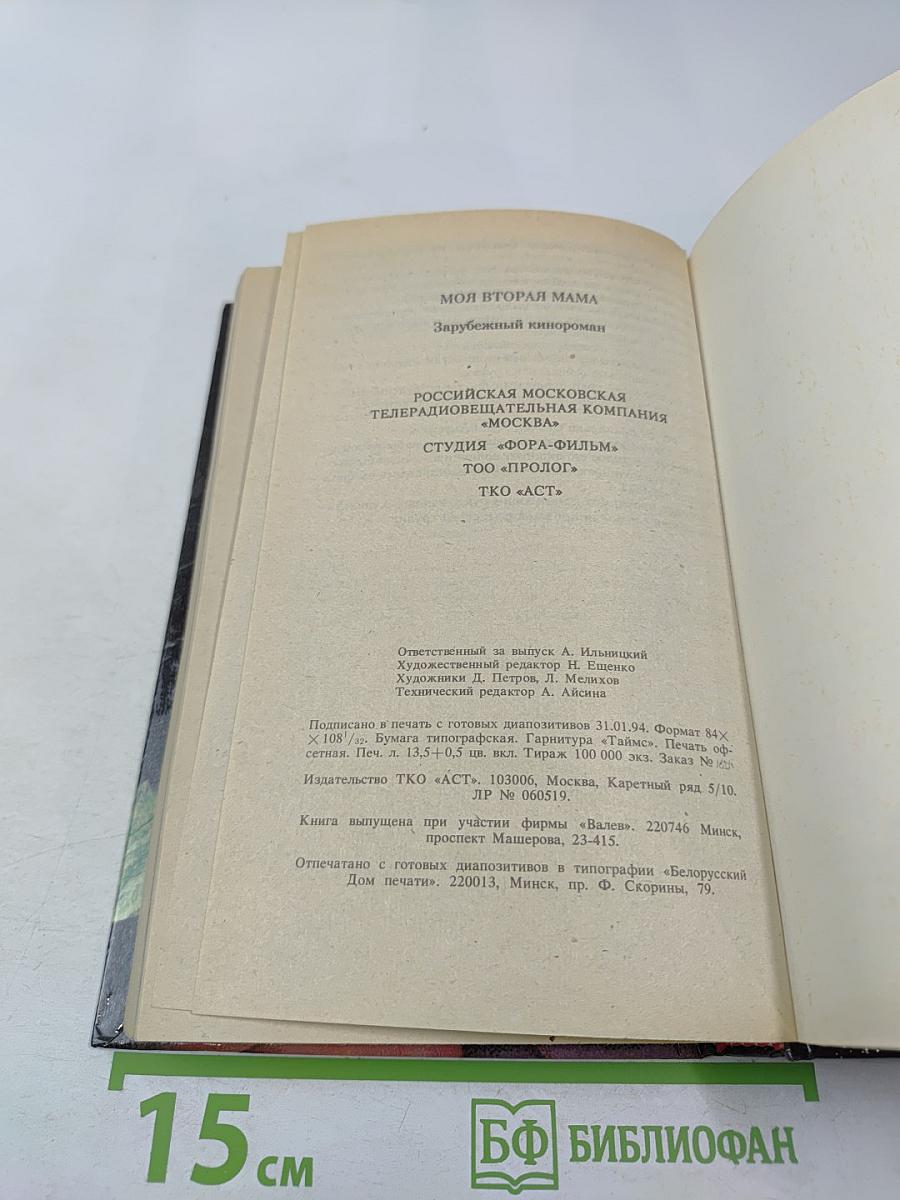 МОЯ ВТОРАЯ МАМА
Зарубежный кинороман
РОССИЙСКАЯ МОСКОВСКАЯ
ТЕЛЕРАДИОВЕЩАТЕЛЬНАЯ КОМПАНИЯ
«МОСКВА»
СТУДИЯ «ФОРА-ФИЛЬМ»
ТОО «ПРОЛОГ»
ТКО «АСТ»
Ответственный за выпуск А. Ильницкий
Художественный редактор Н. Ещенко
Художники Д. Петров, Л. Мелихов
Технический редактор А. Айсина
Подписано в печать с готовых диапозитивов 31.01.94. Формат 84×
×108¹/₃₂. Бумага типографская. Гарнитура «Таймс». Печать оф-
сетная. Печ. л. 13,5+0,5 цв. вкл. Тираж 100 000 экз. Заказ №
Издательство ТКО «АСТ». 103006, Москва, Каретный ряд 5/10.
ЛР № 060519.
Книга выпущена при участии фирмы «Валев». 220746 Минск,
проспект Машерова, 23-415.
Отпечатано с готовых диапозитивов в типографии «Белорусский
Дом печати». 220013, Минск, пр. Ф. Скорины, 79.
15 см
БФ БИБЛИОФАН